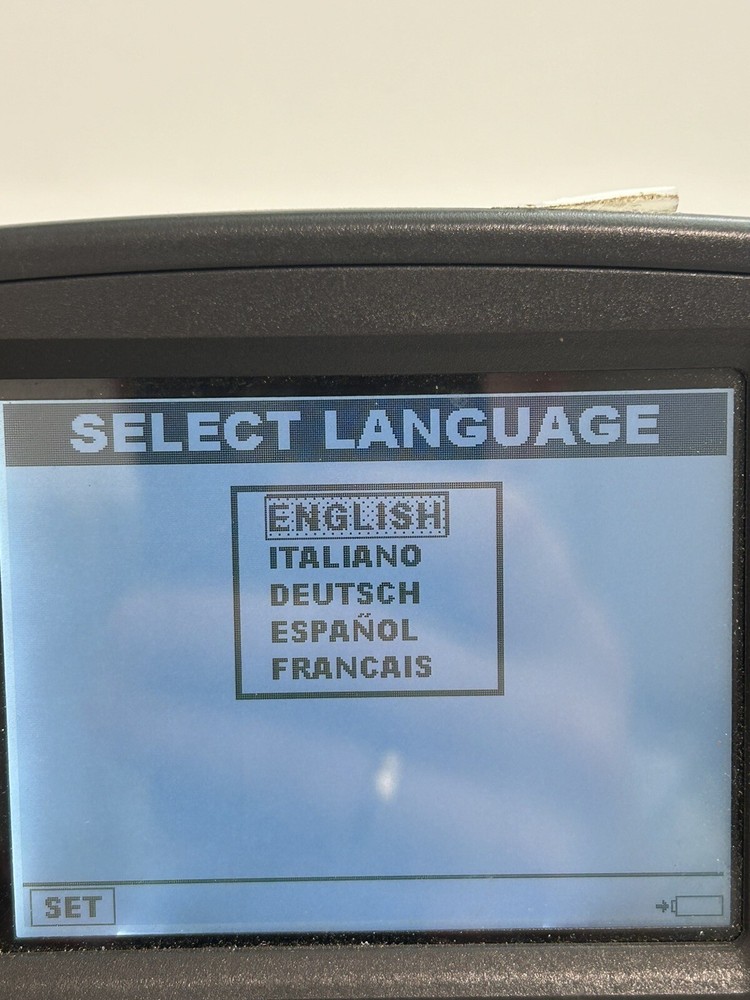 SELECT LANGUAGE
ENGLISH
ITALIANO
DEUTSCH
ESPAÑOL
FRANCAIS
SET